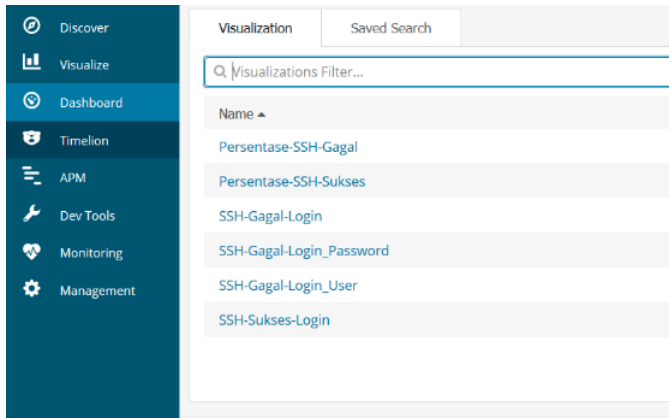 Discover
Visualize
Dashboard
Timelion
APM
Dev Tools
Monitoring
Management
Visualization
Saved Search
Visualizations Filter...
Name
Persentase-SSH-Gagal
Persentase-SSH-Sukses
SSH-Gagal-Login
SSH-Gagal-Login_Password
SSH-Gagal-Login_User
SSH-Sukses-Login